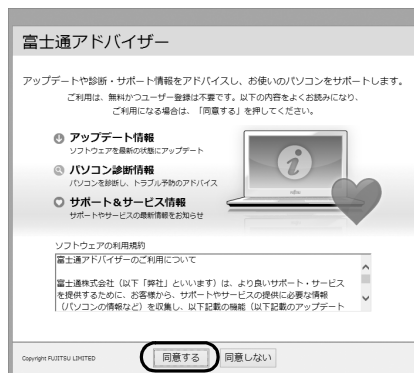 富士通アドバイザー
アップデートや診断・サポート情報をアドバイスし、お使いのパソコンをサポートします。
ご利用は、無料かつユーザー登録は不要です。以下の内容をよくお読みになり、
ご利用になる場合は、「同意する」を押してください。
アップデート情報
ソフトウェアを最新の状態にアップデート
パソコン診断情報
パソコンを診断し、トラブル予防のアドバイス
サポート&サービス情報
サポートやサービスの最新情報をお知らせ
ソフトウェアの利用規約
富士通アドバイザーのご利用について
富士通株式会社（以下「弊社」といいます）は、より良いサポート・サービス
を提供するために、お客様から、サポートやサービスの提供に必要な情報
（パソコンの情報など）を収集し、以下記載の機能（以下記載のアップデート
Copyright FUJITSU LIMITED
同意する
同意しない